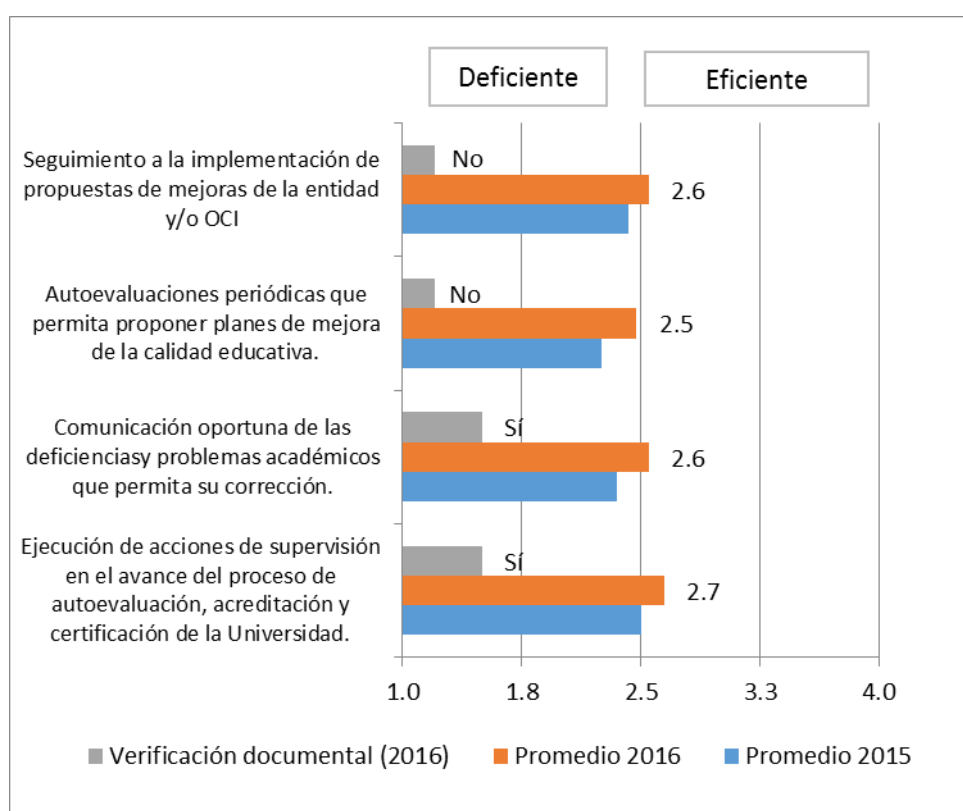 Deficiente
Eficiente
Seguimiento a la implementación de
propuestas de mejoras de la entidad
y/o OCI
No
2.6
Autoevaluaciones periódicas que
permita proponer planes de mejora
de la calidad educativa.
No
2.5
Comunicación oportuna de las
deficienciasy problemas académicos
que permita su corrección.
Sí
2.6
Ejecución de acciones de supervisión
en el avance del proceso de
autoevaluación, acreditación y
certificación de la Universidad.
Sí
2.7
1.0 1.8 2.5 3.3 4.0
Verificación documental (2016) Promedio 2016 Promedio 2015